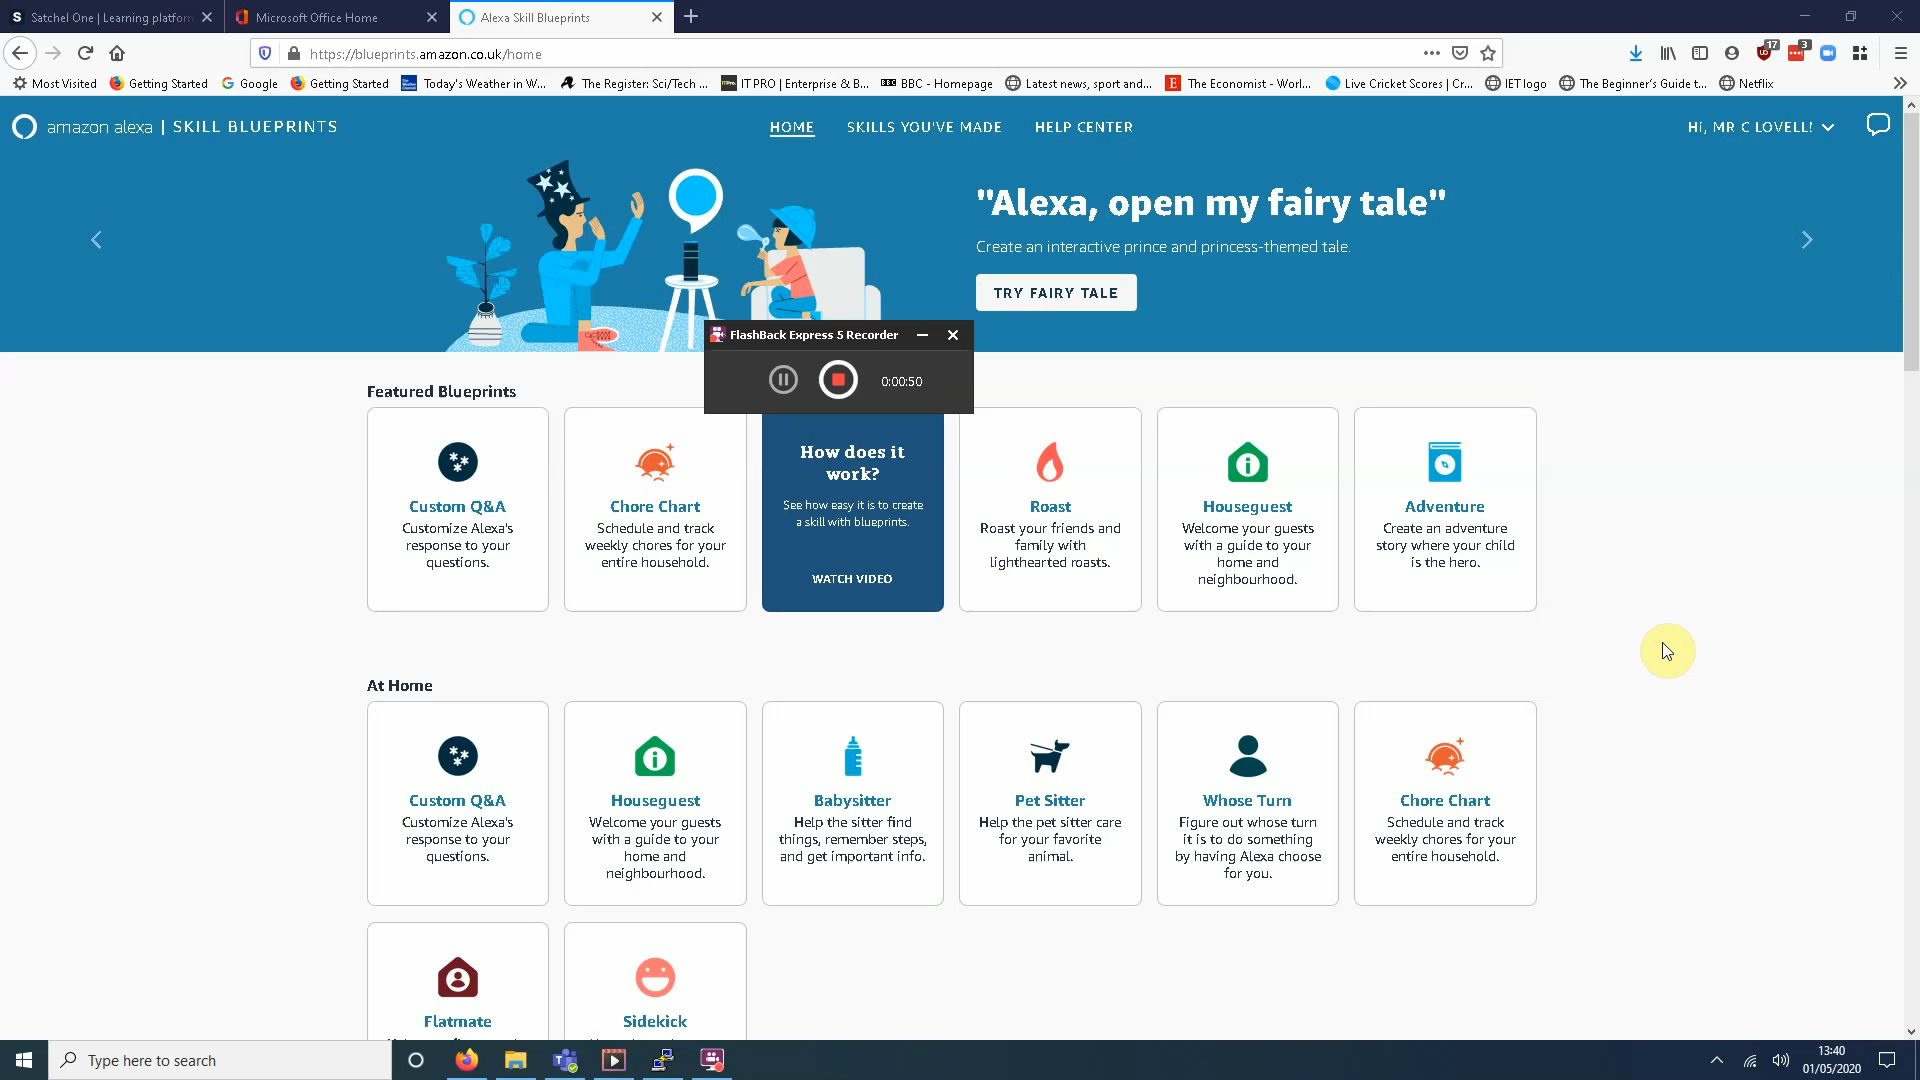 Satchel One | Learning platforn
Microsoft Office Home
Alexa Skill Blueprints
https://blueprints.amazon.co.uk/home
17
3
Most Visited
Getting Started
Google
Getting Started
Today's Weather in W...
The Register: Sci/Tech ...
IT PRO | Enterprise & B...
BBC - Homepage
Latest news, sport and...
The Economist - Worl...
Live Cricket Scores | Cr...
IET logo
The Beginner's Guide t...
Netflix
amazon alexa | SKILL BLUEPRINTS
HOME
SKILLS YOU'VE MADE
HELP CENTER
Hi, MR C LOVELL!
"Alexa, open my fairy tale"
Create an interactive prince and princess-themed tale.
TRY FAIRY TALE
FlashBack Express 5 Recorder
0:00:50
Featured Blueprints
Custom Q&A
Customize Alexa's
response to your
questions.
Chore Chart
Schedule and track
weekly chores for your
entire household.
How does it
work?
See how easy it is to create
a skill with blueprints.
WATCH VIDEO
Roast
Roast your friends and
family with
lighthearted roasts.
Houseguest
Welcome your guests
with a guide to your
home and
neighbourhood.
Adventure
Create an adventure
story where your child
is the hero.
At Home
Custom Q&A
Customize Alexa's
response to your
questions.
Houseguest
Welcome your guests
with a guide to your
home and
neighbourhood.
Babysitter
Help the sitter find
things, remember steps,
and get important info.
Pet Sitter
Help the pet sitter care
for your favorite
animal.
Whose Turn
Figure out whose turn
it is to do something
by having Alexa choose
for you.
Chore Chart
Schedule and track
weekly chores for your
entire household.
Flatmate
Sidekick
Type here to search
13:40
01/05/2020